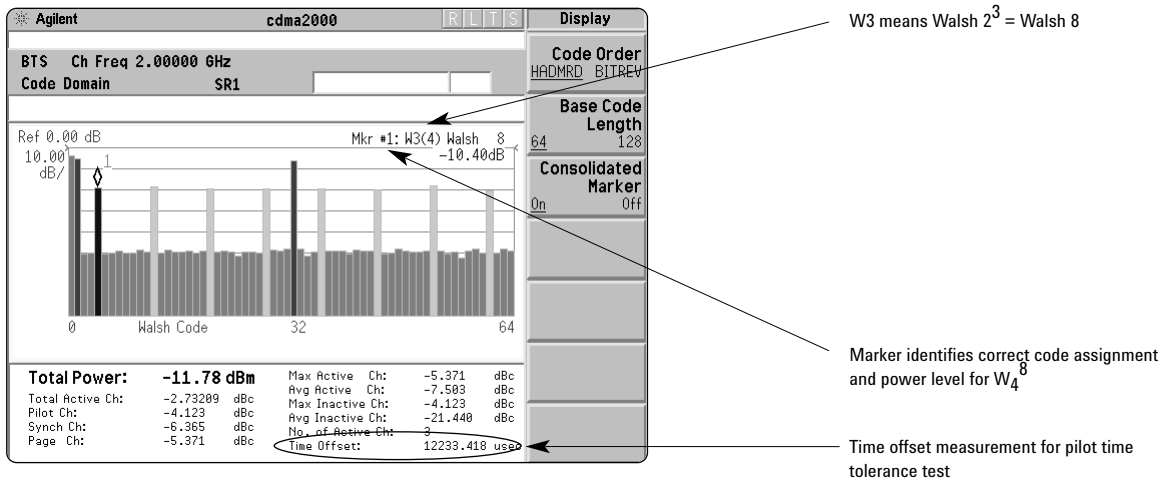 Agilent cdma2000 R L T S Display
BTS Ch Freq 2.00000 GHz
Code Domain SR1
Code Order
HADMRD BITREV
Base Code
Length
64 128
Consolidated
Marker
On Off
Ref 0.00 dB
Mkr #1: W3(4) Walsh 8
-10.40dB
10.00
dB/
1
0 Walsh Code 32 64
Total Power: -11.78 dBm
Total Active Ch: -2.73209 dBc
Pilot Ch: -4.123 dBc
Synch Ch: -6.365 dBc
Page Ch: -5.371 dBc
Max Active Ch: -5.371 dBc
Avg Active Ch: -7.503 dBc
Max Inactive Ch: -4.123 dBc
Avg Inactive Ch: -21.440 dBc
No. of Active Ch: 3
Time Offset: 12233.418 usec
W3 means Walsh 2³ = Walsh 8
Marker identifies correct code assignment
and power level for W₄⁸
Time offset measurement for pilot time
tolerance test